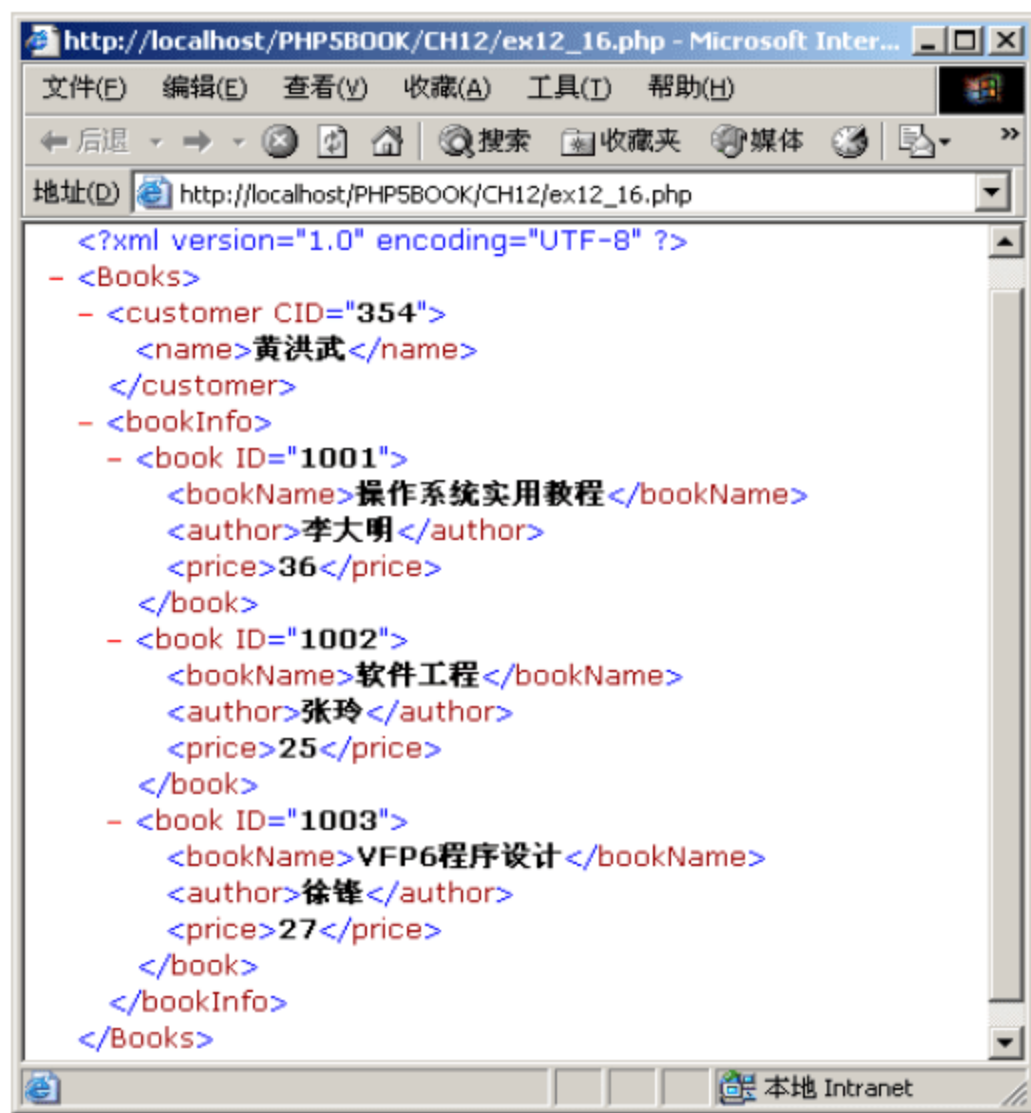 http://localhost/PHP5BOOK/CH12/ex12_16.php - Microsoft Inter...
文件(F) 编辑(E) 查看(V) 收藏(A) 工具(T) 帮助(H)
后退 搜索 收藏夹 媒体 »
地址(D) http://localhost/PHP5BOOK/CH12/ex12_16.php
<?xml version="1.0" encoding="UTF-8" ?>
- <Books>
- <customer CID="354">
<name>黄洪武</name>
</customer>
- <bookInfo>
- <book ID="1001">
<bookName>操作系统实用教程</bookName>
<author>李大明</author>
<price>36</price>
</book>
- <book ID="1002">
<bookName>软件工程</bookName>
<author>张玲</author>
<price>25</price>
</book>
- <book ID="1003">
<bookName>VFP6程序设计</bookName>
<author>徐锋</author>
<price>27</price>
</book>
</bookInfo>
</Books>
本地 Intranet